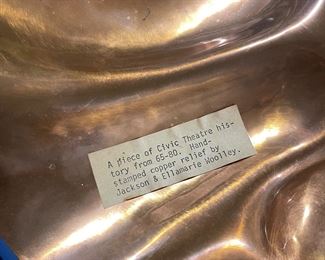 A piece of Civic Theatre his-
tory from 65-80. Hand-
stamped copper relief by
Jackson & Ellamarie Woolley.